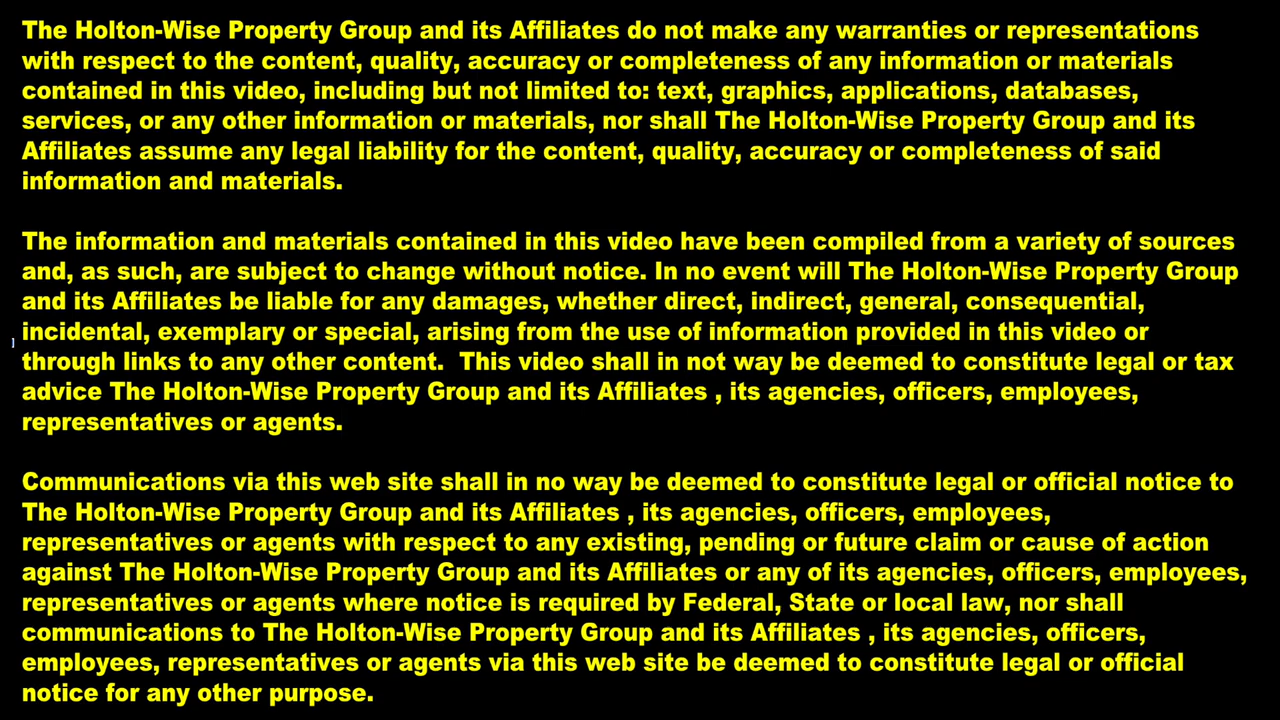 The Holton-Wise Property Group and its Affiliates do not make any warranties or representations
with respect to the content, quality, accuracy or completeness of any information or materials
contained in this video, including but not limited to: text, graphics, applications, databases,
services, or any other information or materials, nor shall The Holton-Wise Property Group and its
Affiliates assume any legal liability for the content, quality, accuracy or completeness of said
information and materials.
The information and materials contained in this video have been compiled from a variety of sources
and, as such, are subject to change without notice. In no event will The Holton-Wise Property Group
and its Affiliates be liable for any damages, whether direct, indirect, general, consequential,
incidental, exemplary or special, arising from the use of information provided in this video or
through links to any other content.  This video shall in not way be deemed to constitute legal or tax
advice The Holton-Wise Property Group and its Affiliates , its agencies, officers, employees,
representatives or agents.
Communications via this web site shall in no way be deemed to constitute legal or official notice to
The Holton-Wise Property Group and its Affiliates , its agencies, officers, employees,
representatives or agents with respect to any existing, pending or future claim or cause of action
against The Holton-Wise Property Group and its Affiliates or any of its agencies, officers, employees,
representatives or agents where notice is required by Federal, State or local law, nor shall
communications to The Holton-Wise Property Group and its Affiliates , its agencies, officers,
employees, representatives or agents via this web site be deemed to constitute legal or official
notice for any other purpose.